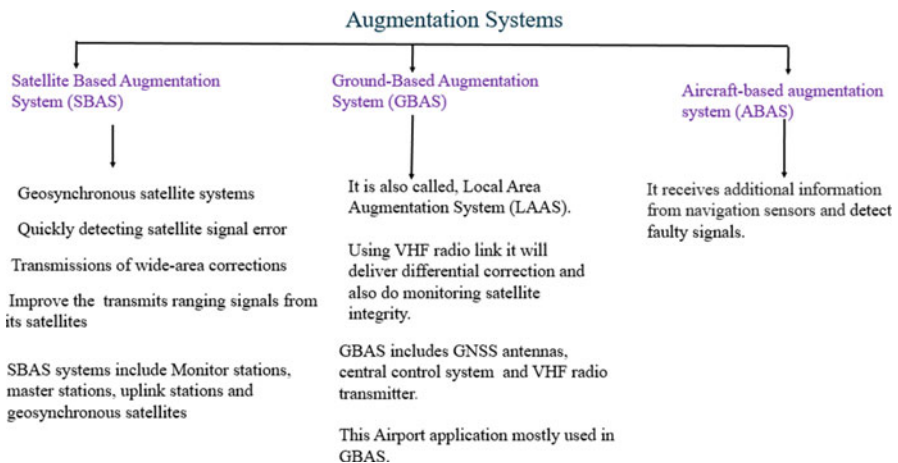 Augmentation Systems
Satellite Based Augmentation
System (SBAS)
Geosynchronous satellite systems
Quickly detecting satellite signal error
Transmissions of wide-area corrections
Improve the transmits ranging signals from
its satellites
SBAS systems include Monitor stations,
master stations, uplink stations and
geosynchronous satellites
Ground-Based Augmentation
System (GBAS)
It is also called, Local Area
Augmentation System (LAAS).
Using VHF radio link it will
deliver differential correction and
also do monitoring satellite
integrity.
GBAS includes GNSS antennas,
central control system and VHF radio
transmitter.
This Airport application mostly used in
GBAS.
Aircraft-based augmentation
system (ABAS)
It receives additional information
from navigation sensors and detect
faulty signals.